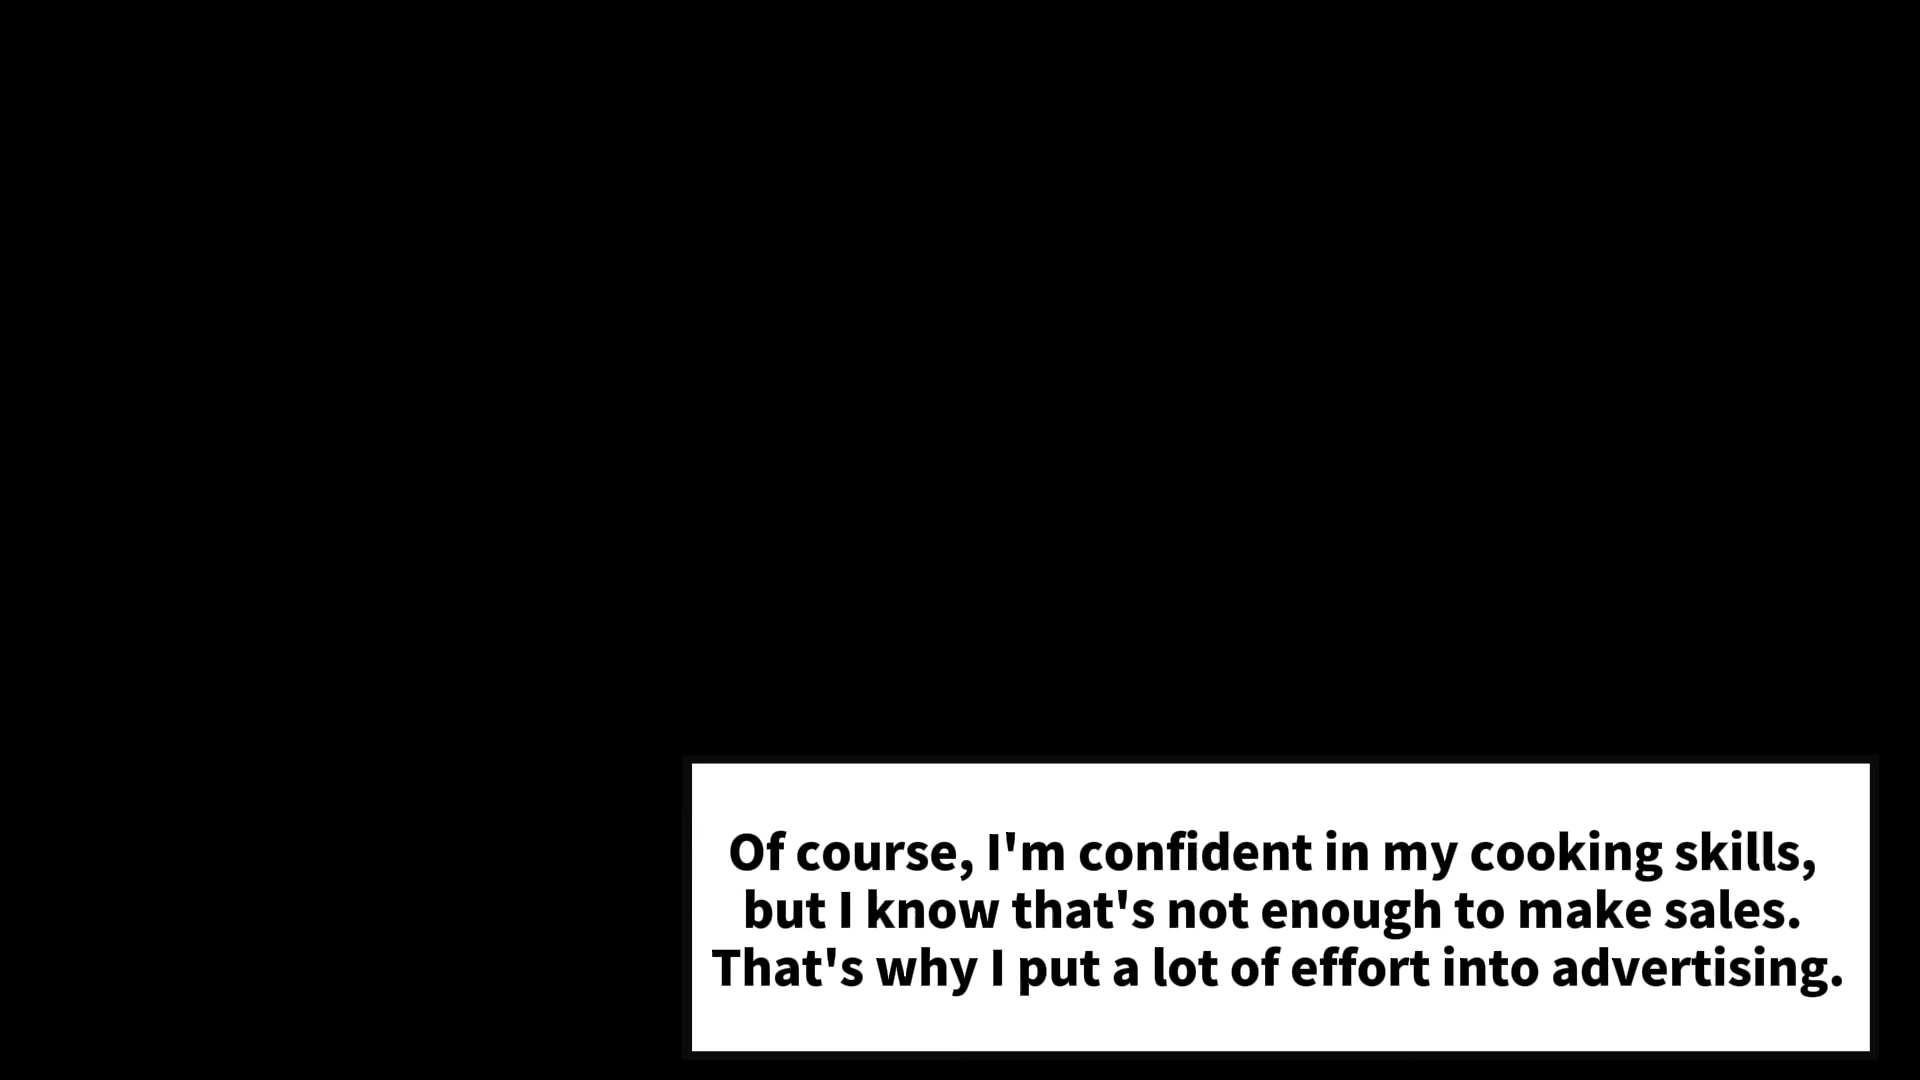 Of course, I'm confident in my cooking skills,
but I know that's not enough to make sales.
That's why I put a lot of effort into advertising.